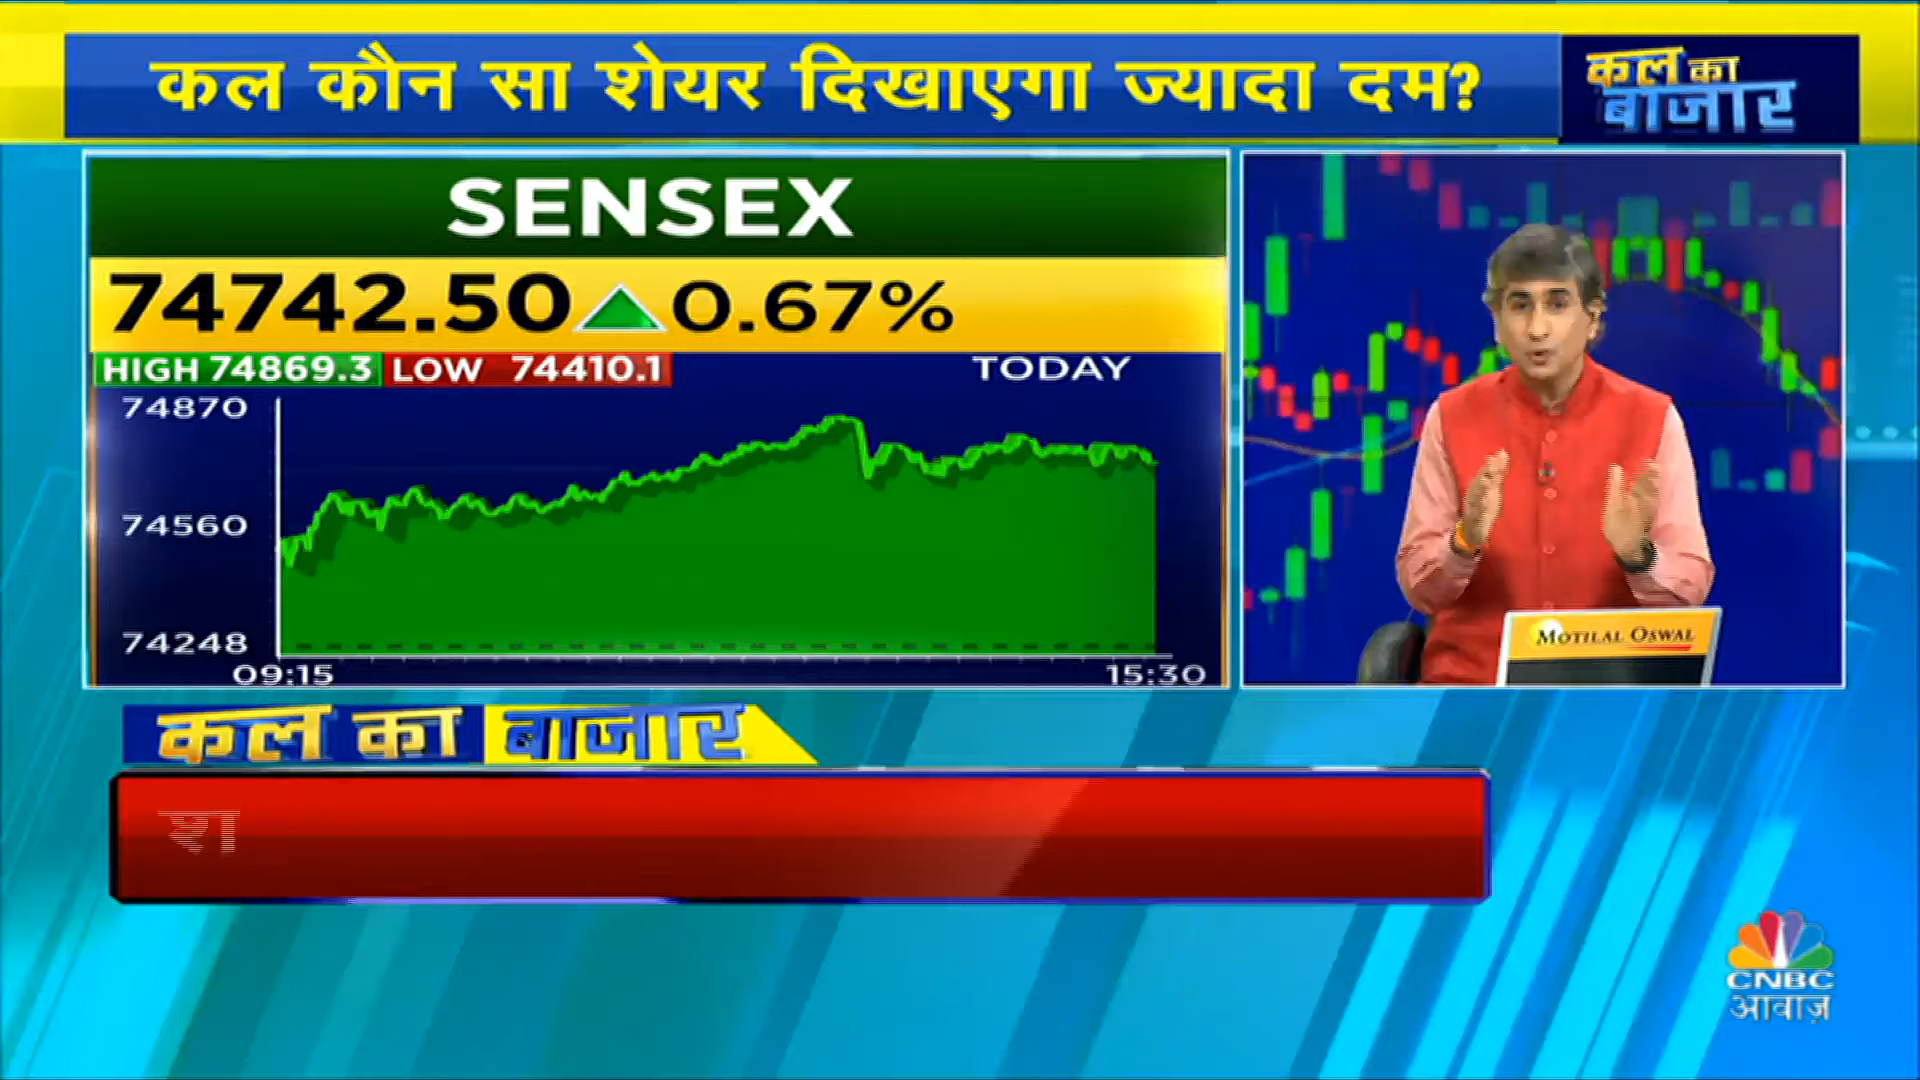 कल कौन सा शेयर दिखाएगा ज्यादा दम?
कल का
बाजार
SENSEX
74742.50 0.67%
HIGH 74869.3 LOW 74410.1 TODAY
74870
74560
74248
09:15 15:30
MOTILAL OSWAL
कल का बाजार
CNBC
आवाज़